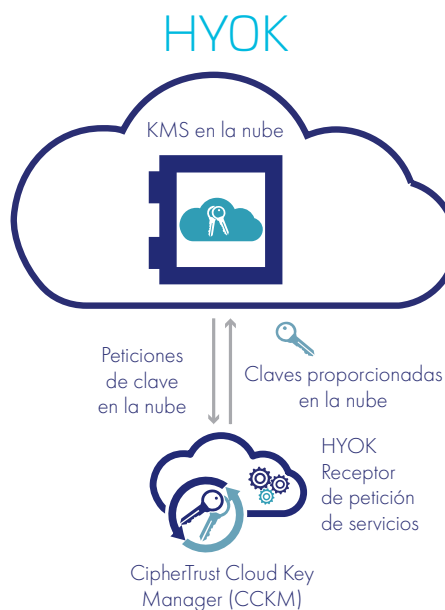 HYOK
KMS en la nube
Peticiones
de clave
en la nube
Claves proporcionadas
en la nube
HYOK
Receptor
de petición
de servicios
CipherTrust Cloud Key
Manager (CCKM)